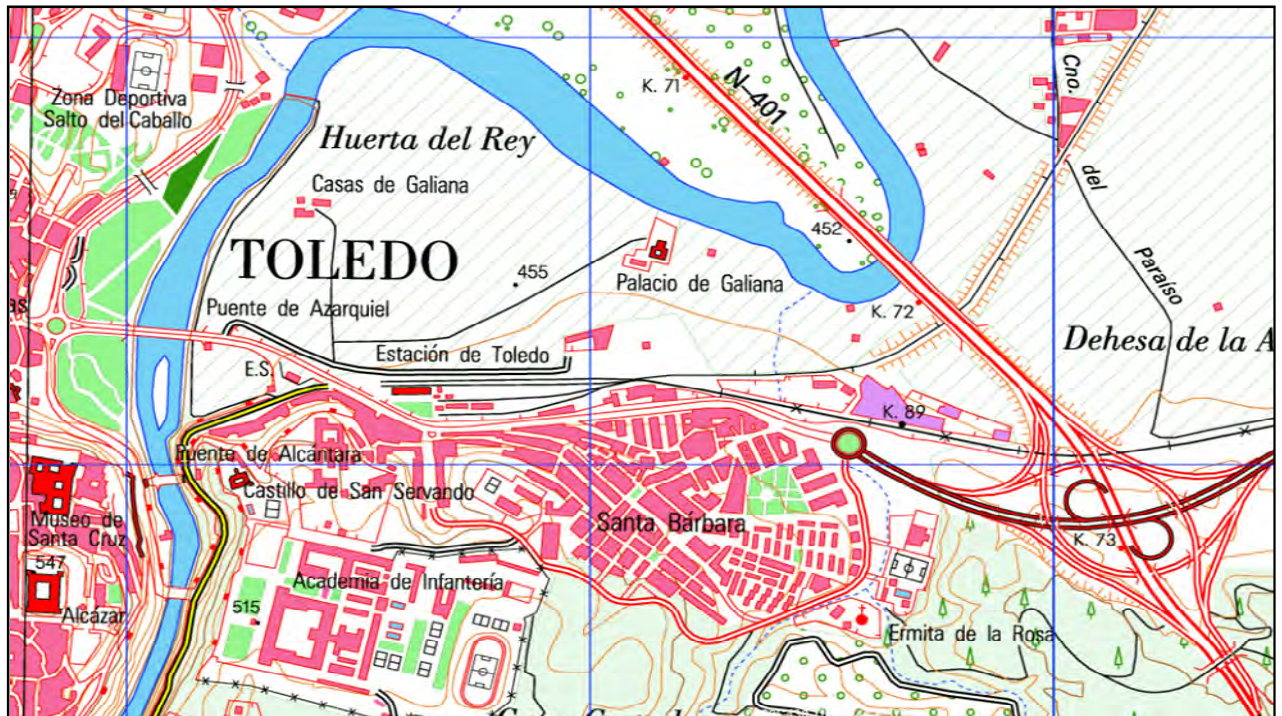 Zona Deportiva
Salto del Caballo
Huerta del Rey
Casas de Galiana
TOLEDO
455
Puente de Azarquiel
Estación de Toledo
E.S.
K. 71
N-401
452
Palacio de Galiana
K. 72
Cno.
del
Paraíso
Dehesa de la A
as
K. 89
Puente de Alcántara
Castillo de San Servando
Museo de
Santa Cruz
547
Alcázar
515
Academia de Infantería
Santa Bárbara
K. 73
Ermita de la Rosa